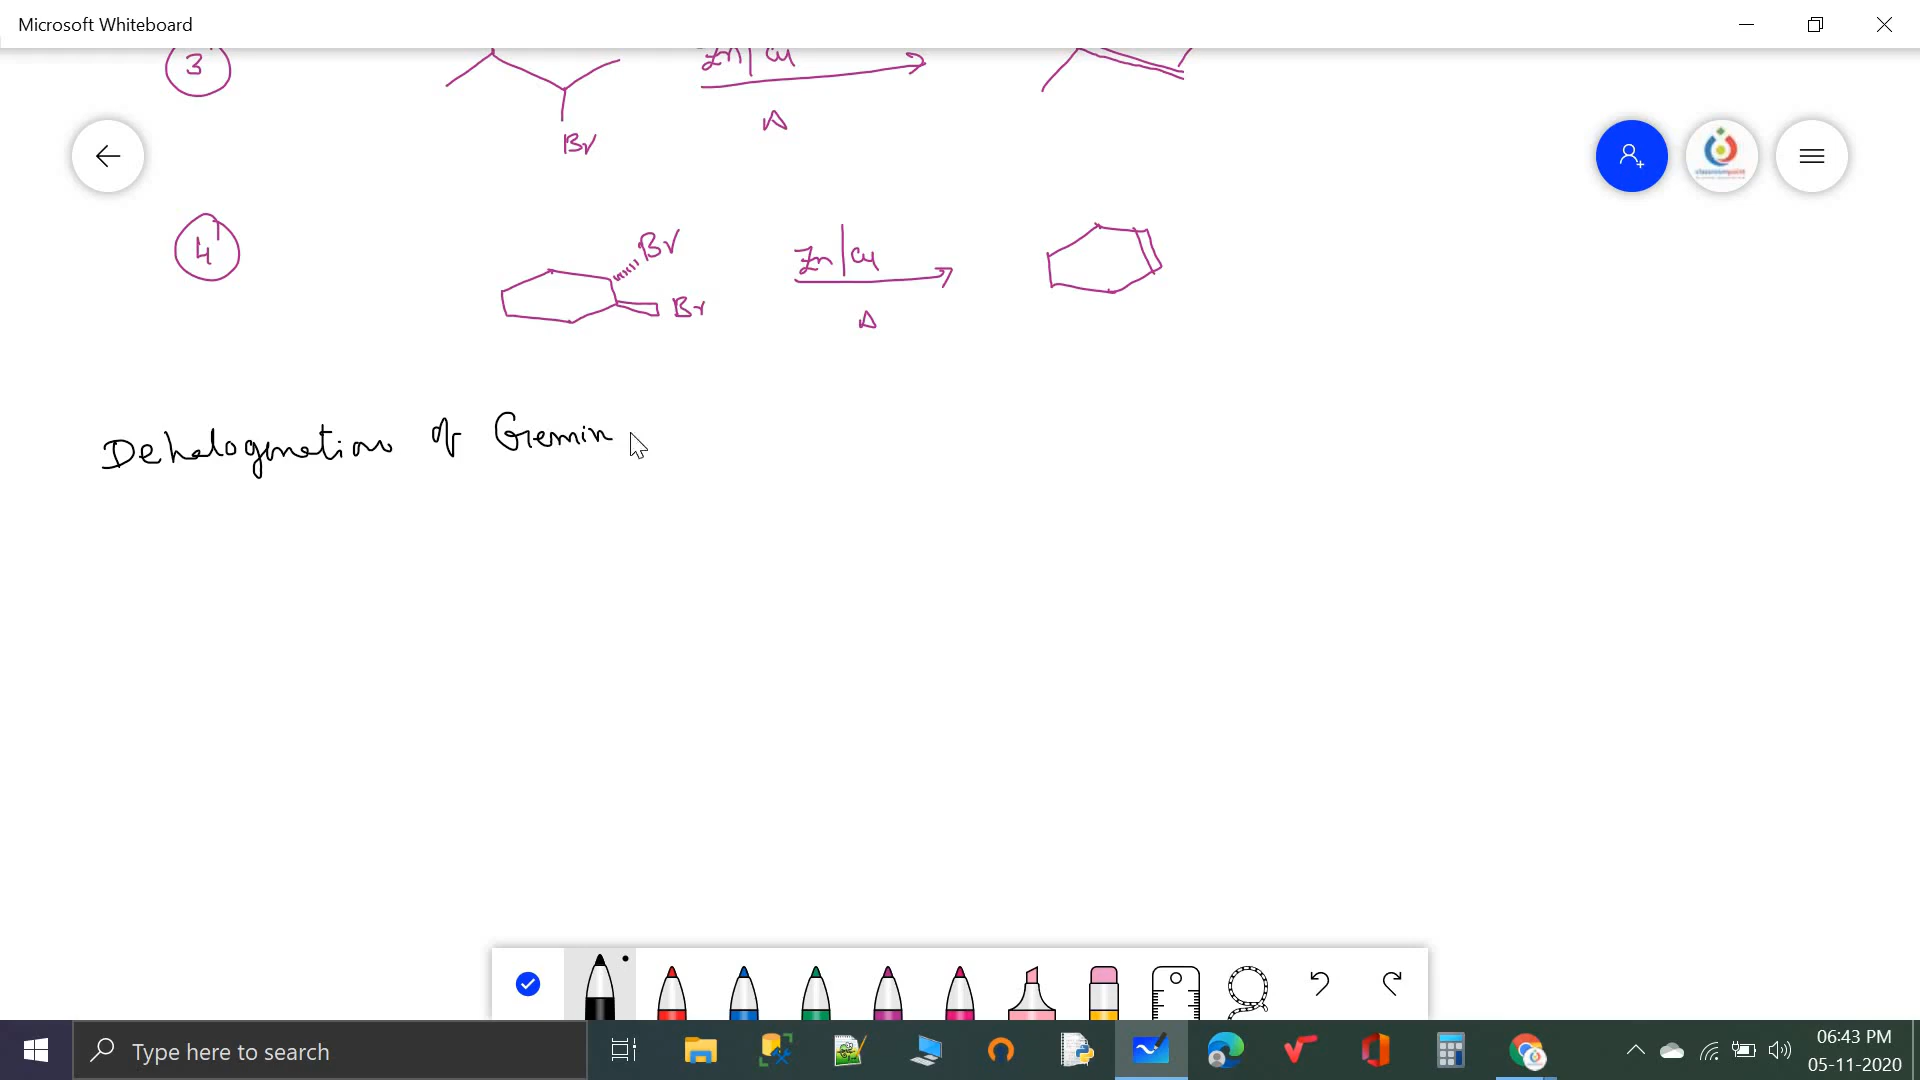 Microsoft Whiteboard
3
Zn/Cu
Δ
Br
4
Br
Br
Zn/Cu
Δ
Dehalogenation of Gemin
Type here to search
06:43 PM
05-11-2020